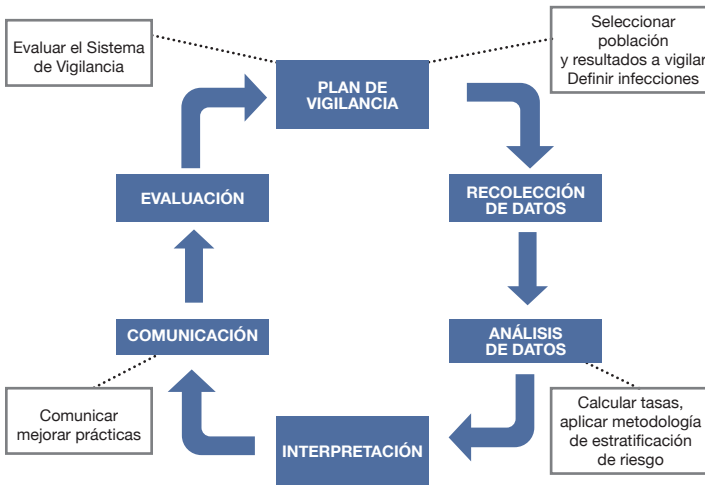 Evaluar el Sistema
de Vigilancia
Seleccionar
población
y resultados a vigilar
Definir infecciones
PLAN DE
VIGILANCIA
EVALUACIÓN
RECOLECCIÓN
DE DATOS
COMUNICACIÓN
ANÁLISIS
DE DATOS
Comunicar
mejorar prácticas
INTERPRETACIÓN
Calcular tasas,
aplicar metodología
de estratificación
de riesgo